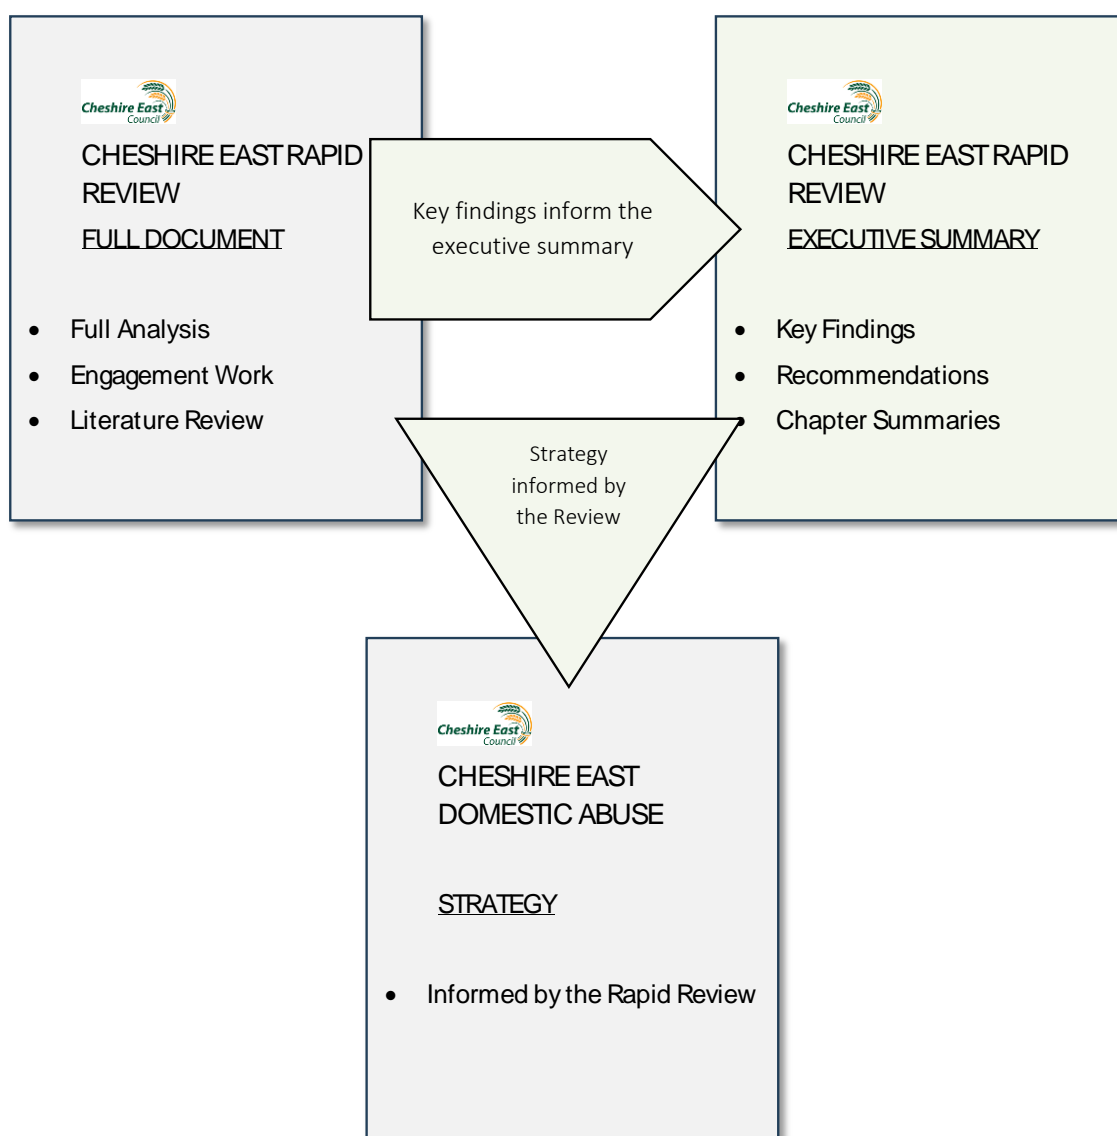 Cheshire East
Council
CHESHIRE EAST RAPID
REVIEW
FULL DOCUMENT
• Full Analysis
• Engagement Work
• Literature Review
Key findings inform the
executive summary
Cheshire East
Council
CHESHIRE EAST RAPID
REVIEW
EXECUTIVE SUMMARY
• Key Findings
• Recommendations
• Chapter Summaries
Strategy
informed by
the Review
Cheshire East
Council
CHESHIRE EAST
DOMESTIC ABUSE
STRATEGY
• Informed by the Rapid Review